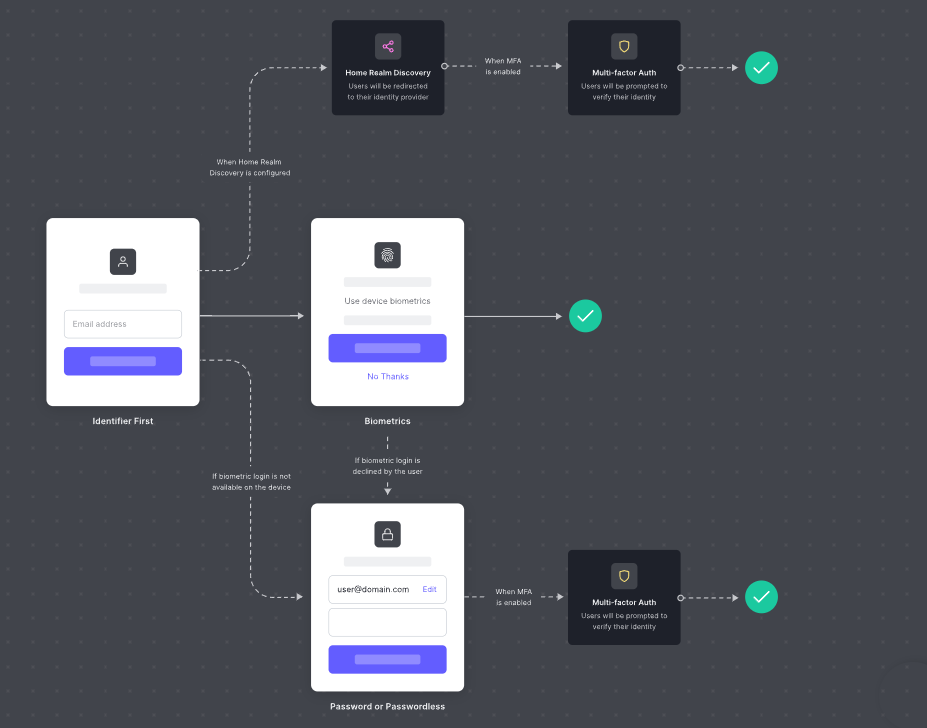 Home Realm Discovery
Users will be redirected
to their identity provider
When MFA
is enabled
Multi-factor Auth
Users will be prompted to
verify their identity
When Home Realm
Discovery is configured
Email address
Identifier First
Use device biometrics
No Thanks
Biometrics
If biometric login is
declined by the user
If biometric login is not
available on the device
user@domain.com Edit
Password or Passwordless
When MFA
is enabled
Multi-factor Auth
Users will be prompted to
verify their identity